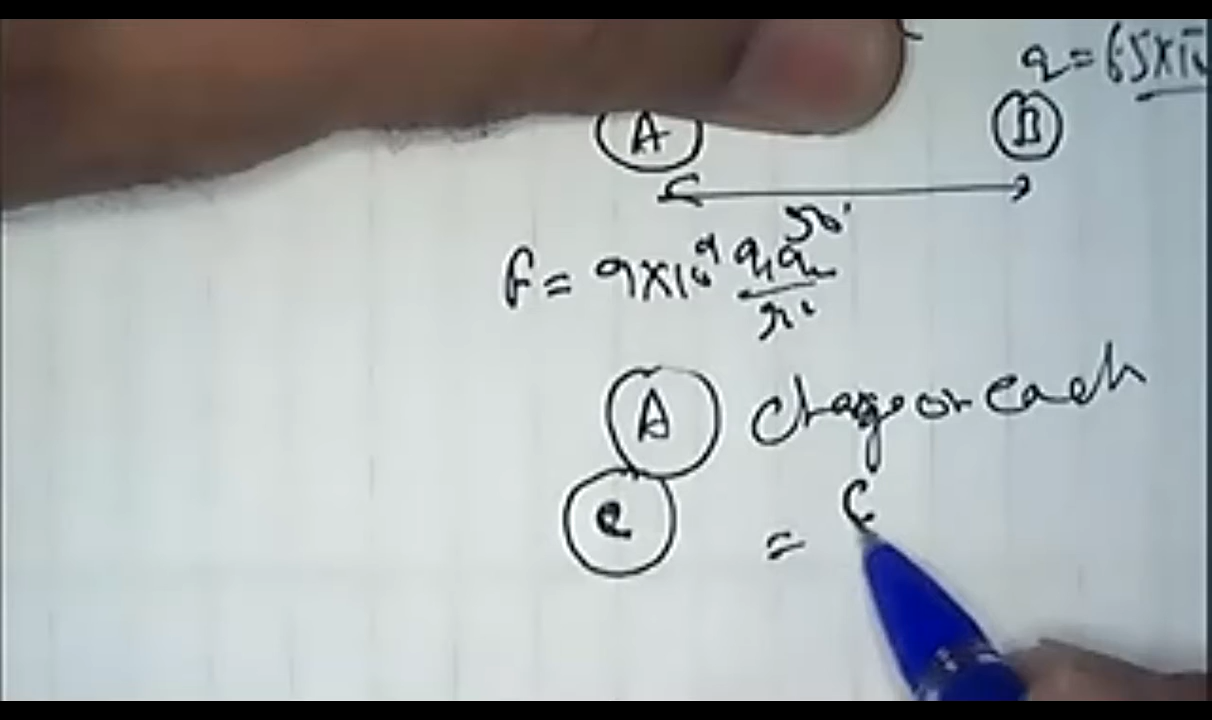 q = 6.5×10
A B
50
F = 9×10⁹ q₁q₂/r²
A charge on each
C =